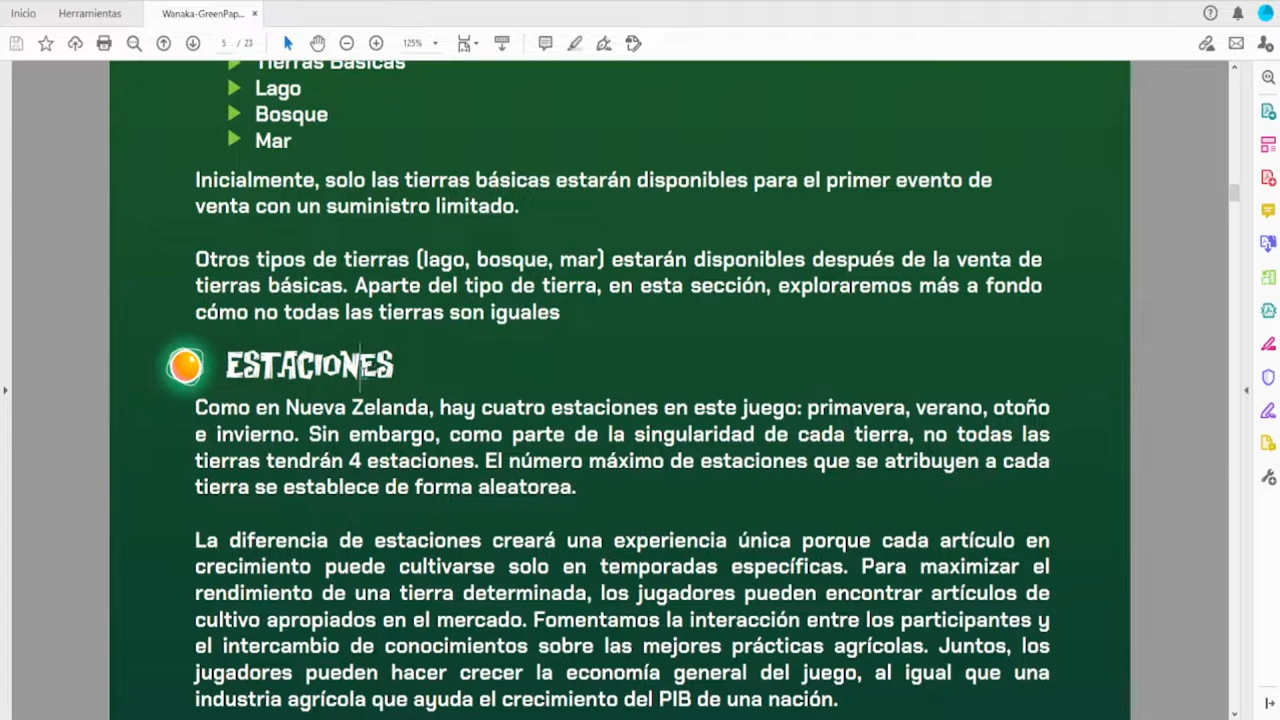 Inicio
Herramientas
Wanaka-GreenPap...
×
5 / 23
125%
Tierras Básicas
Lago
Bosque
Mar
Inicialmente, solo las tierras básicas estarán disponibles para el primer evento de
venta con un suministro limitado.
Otros tipos de tierras (lago, bosque, mar) estarán disponibles después de la venta de
tierras básicas. Aparte del tipo de tierra, en esta sección, exploraremos más a fondo
cómo no todas las tierras son iguales
ESTACIONES
Como en Nueva Zelanda, hay cuatro estaciones en este juego: primavera, verano, otoño
e invierno. Sin embargo, como parte de la singularidad de cada tierra, no todas las
tierras tendrán 4 estaciones. El número máximo de estaciones que se atribuyen a cada
tierra se establece de forma aleatorea.
La diferencia de estaciones creará una experiencia única porque cada artículo en
crecimiento puede cultivarse solo en temporadas específicas. Para maximizar el
rendimiento de una tierra determinada, los jugadores pueden encontrar artículos de
cultivo apropiados en el mercado. Fomentamos la interacción entre los participantes y
el intercambio de conocimientos sobre las mejores prácticas agrícolas. Juntos, los
jugadores pueden hacer crecer la economía general del juego, al igual que una
industria agrícola que ayuda el crecimiento del PIB de una nación.